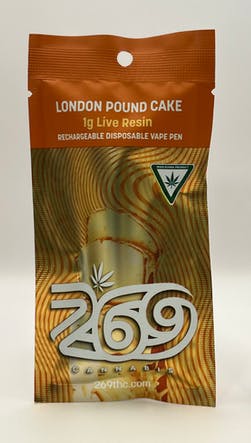 LONDON POUND CAKE
1g Live Resin
RECHARGEABLE DISPOSABLE VAPE PEN
269
CANNABIS
269thc.com